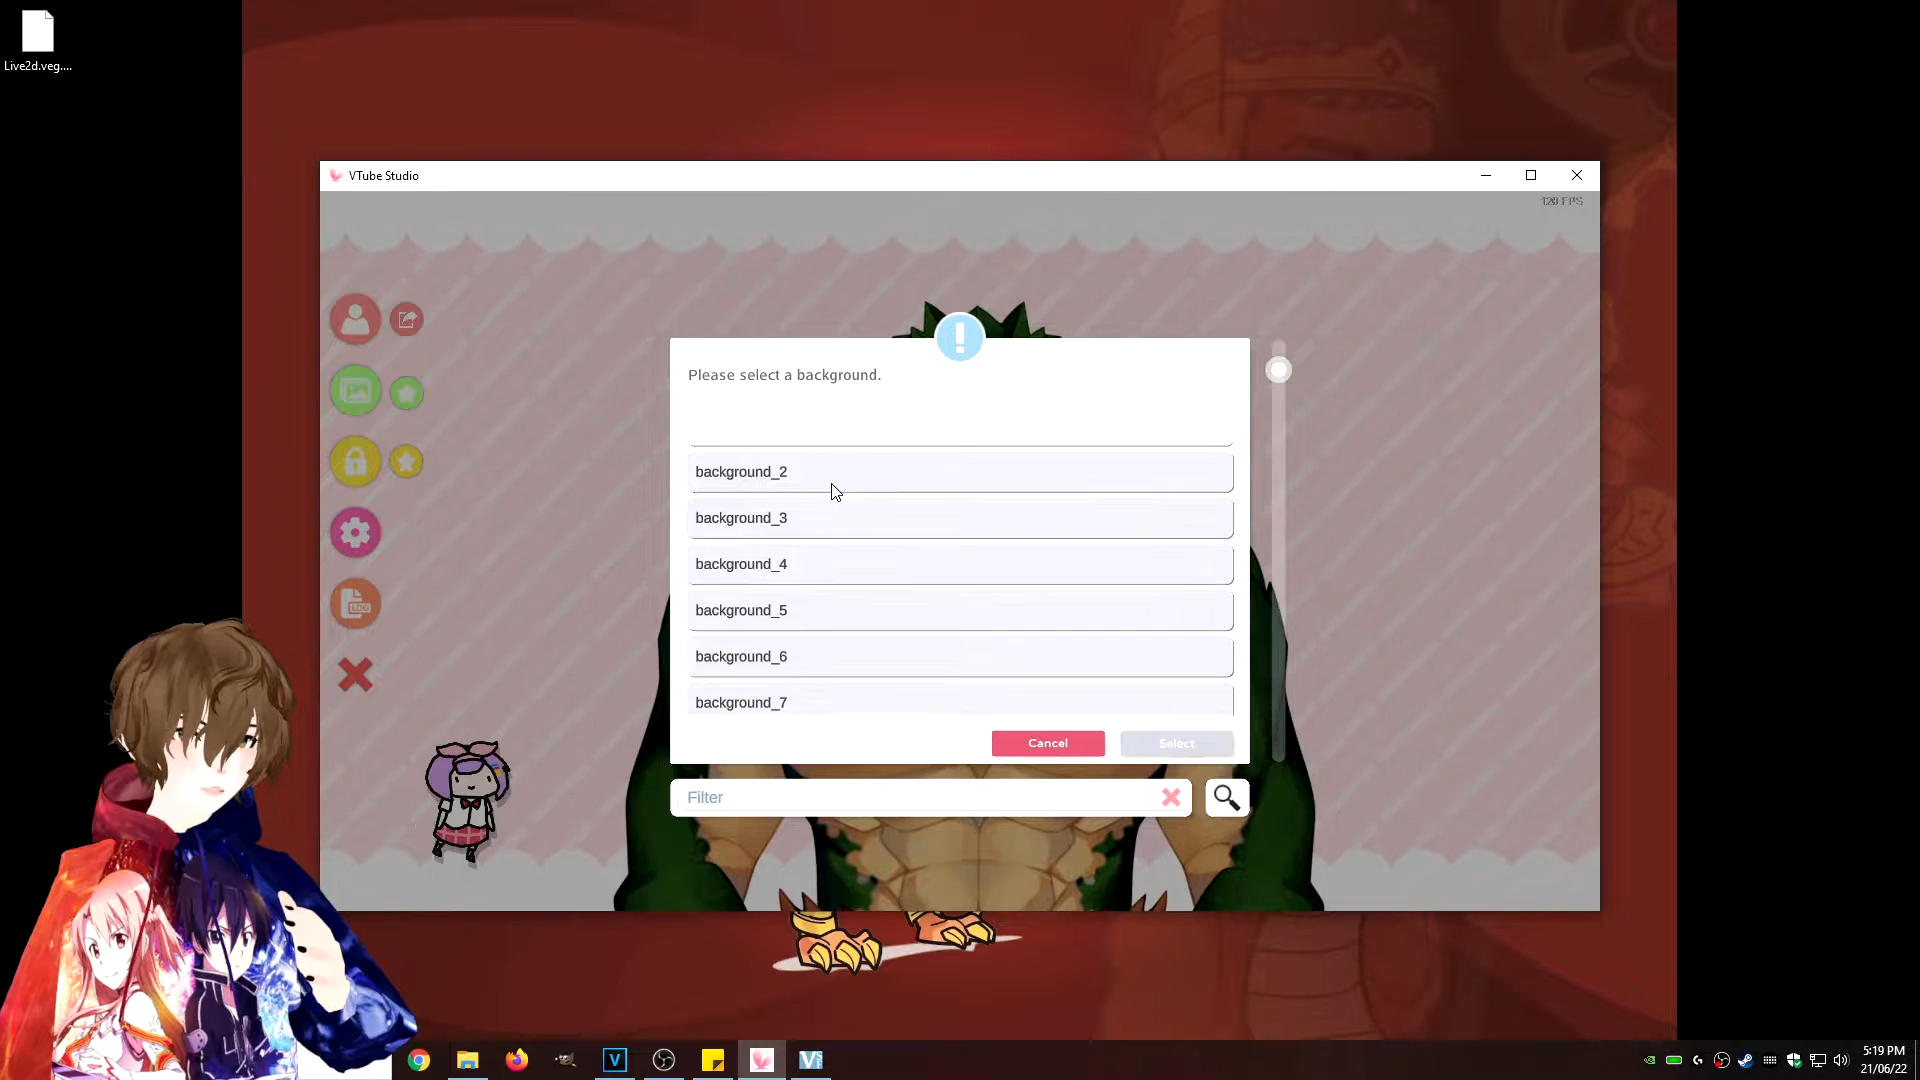 Live2d.veg....
VTube Studio
120 FPS
Please select a background.
background_2
background_3
background_4
background_5
background_6
background_7
Cancel
Select
Filter
LOG
5:19 PM
21/06/22